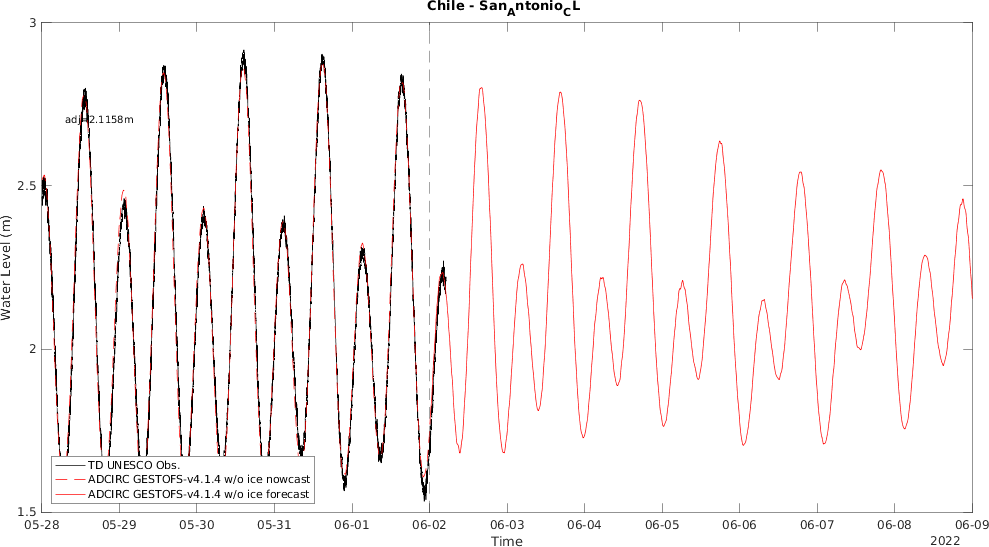 Chile - SanAntonioCL
3
adj=2.1158m
2.5
Water Level (m)
2
TD UNESCO Obs.
ADCIRC GESTOFS-v4.1.4 w/o ice nowcast
ADCIRC GESTOFS-v4.1.4 w/o ice forecast
1.5
05-28 05-29 05-30 05-31 06-01 06-02 06-03 06-04 06-05 06-06 06-07 06-08 06-09
Time
2022